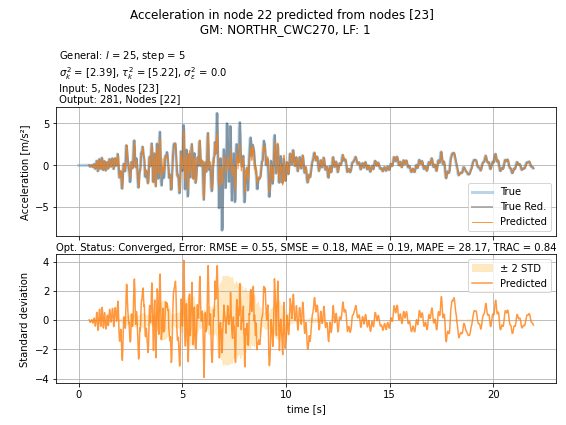 Acceleration in node 22 predicted from nodes [23]
GM: NORTHR_CWC270, LF: 1
General: l = 25, step = 5
σ²ₖ = [2.39], τ²ₖ = [5.22], σ²ε = 0.0
Input: 5, Nodes [23]
Output: 281, Nodes [22]
Acceleration [m/s²]
5
0
−5
True
True Red.
Predicted
Opt. Status: Converged, Error: RMSE = 0.55, SMSE = 0.18, MAE = 0.19, MAPE = 28.17, TRAC = 0.84
Standard deviation
4
2
0
−2
−4
± 2 STD
Predicted
0 5 10 15 20
time [s]